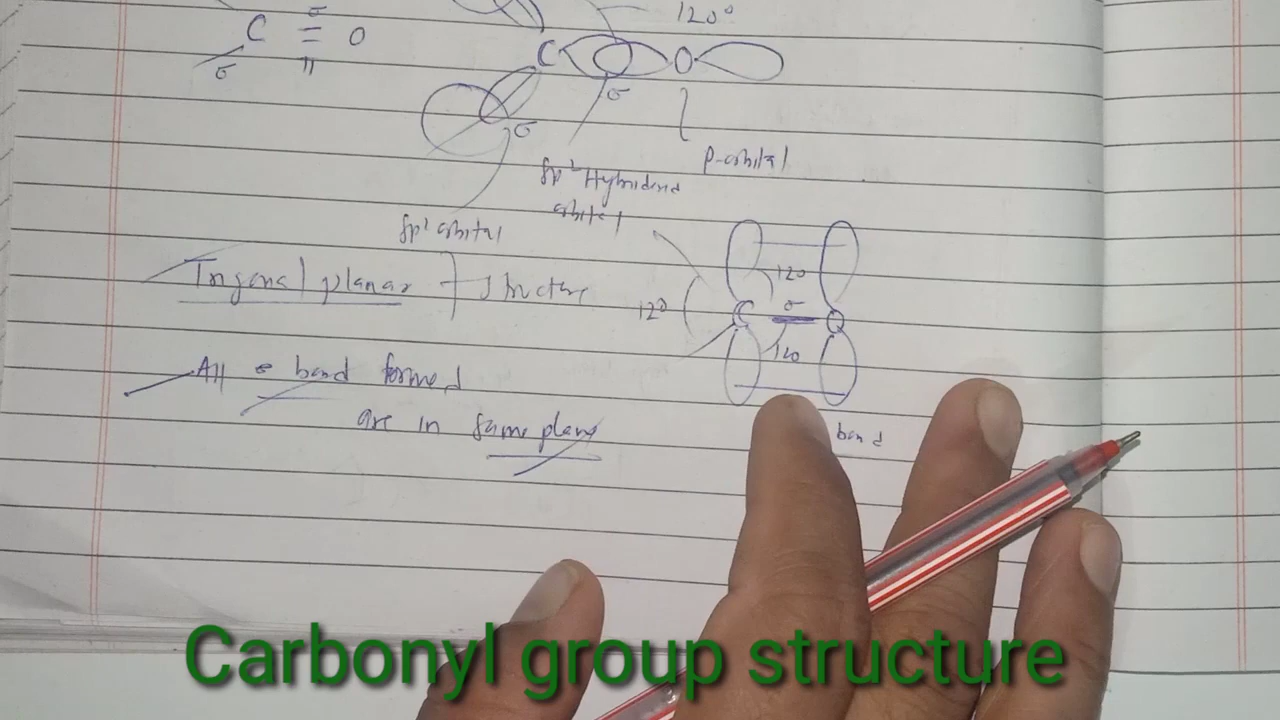 120°
σ
C = O
σ π
C O
σ
σ
P-orbital
sp² Hybridized
orbital
sp² orbital
120
Trigonal planar } structure
120
C σ O
120
All σ bond formed
are in same plane
bond
Carbonyl group structure